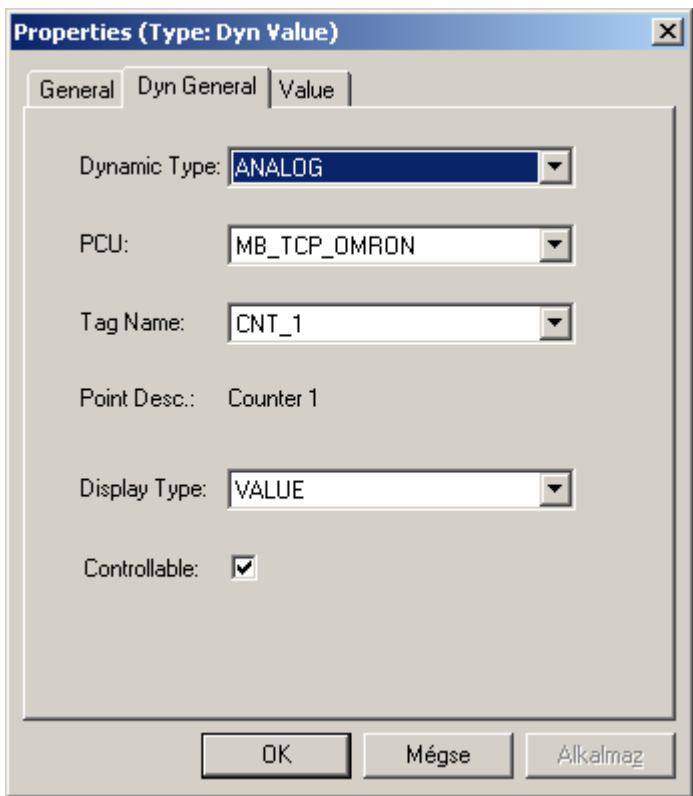 Properties (Type: Dyn Value)
General Dyn General Value
Dynamic Type: ANALOG
PCU: MB_TCP_OMRON
Tag Name: CNT_1
Point Desc.: Counter 1
Display Type: VALUE
Controllable:
OK Mégse Alkalmaz